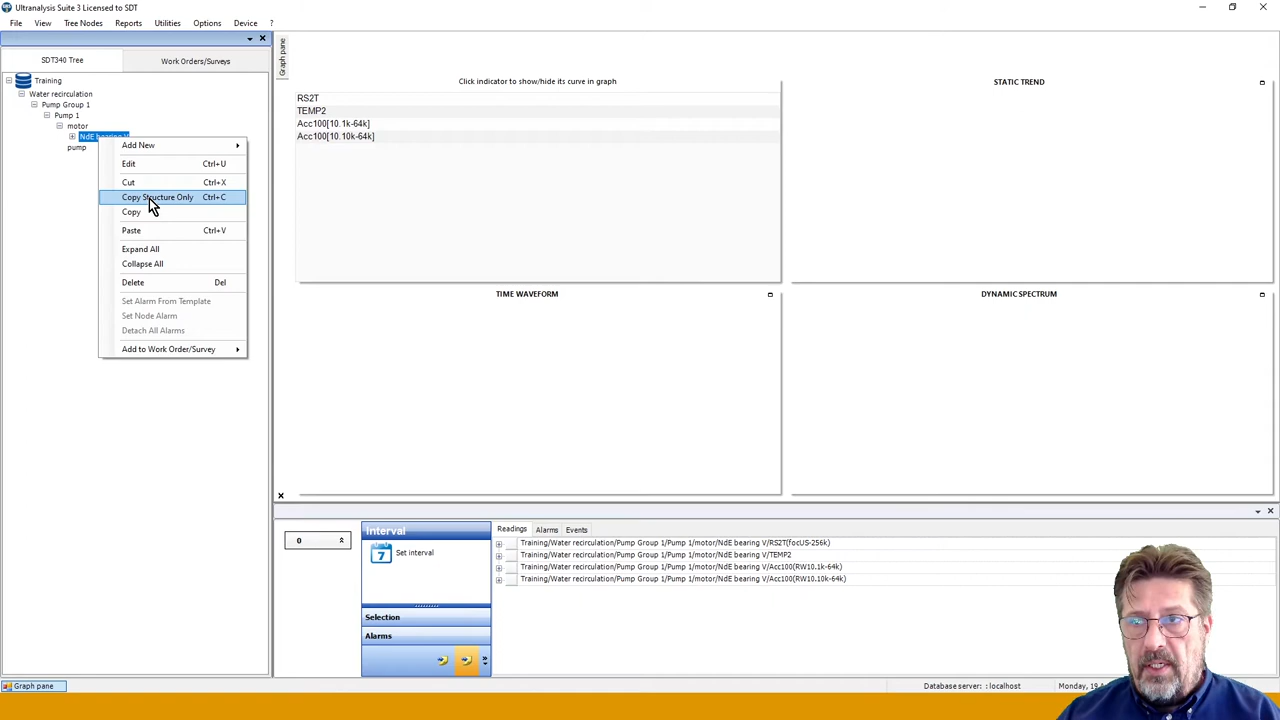 Ultranalysis Suite 3 Licensed to SDT
File View Tree Nodes Reports Utilities Options Device ?
SDT340 Tree
Work Orders/Surveys
Training
Water recirculation
Pump Group 1
Pump 1
motor
NdE bearing V
pump
Add New
Edit Ctrl+U
Cut Ctrl+X
Copy Structure Only Ctrl+C
Copy
Paste Ctrl+V
Expand All
Collapse All
Delete Del
Set Alarm From Template
Set Node Alarm
Detach All Alarms
Add to Work Order/Survey
Graph pane
Click indicator to show/hide its curve in graph
RS2T
TEMP2
Acc100[10.1k-64k]
Acc100[10.10k-64k]
STATIC TREND
TIME WAVEFORM
DYNAMIC SPECTRUM
0
Interval
7 Set interval
Selection
Alarms
Readings Alarms Events
Training/Water recirculation/Pump Group 1/Pump 1/motor/NdE bearing V/RS2T(focUS-256k)
Training/Water recirculation/Pump Group 1/Pump 1/motor/NdE bearing V/TEMP2
Training/Water recirculation/Pump Group 1/Pump 1/motor/NdE bearing V/Acc100(RW10.1k-64k)
Training/Water recirculation/Pump Group 1/Pump 1/motor/NdE bearing V/Acc100(RW10.10k-64k)
Graph pane
Database server: : localhost
Monday, 19